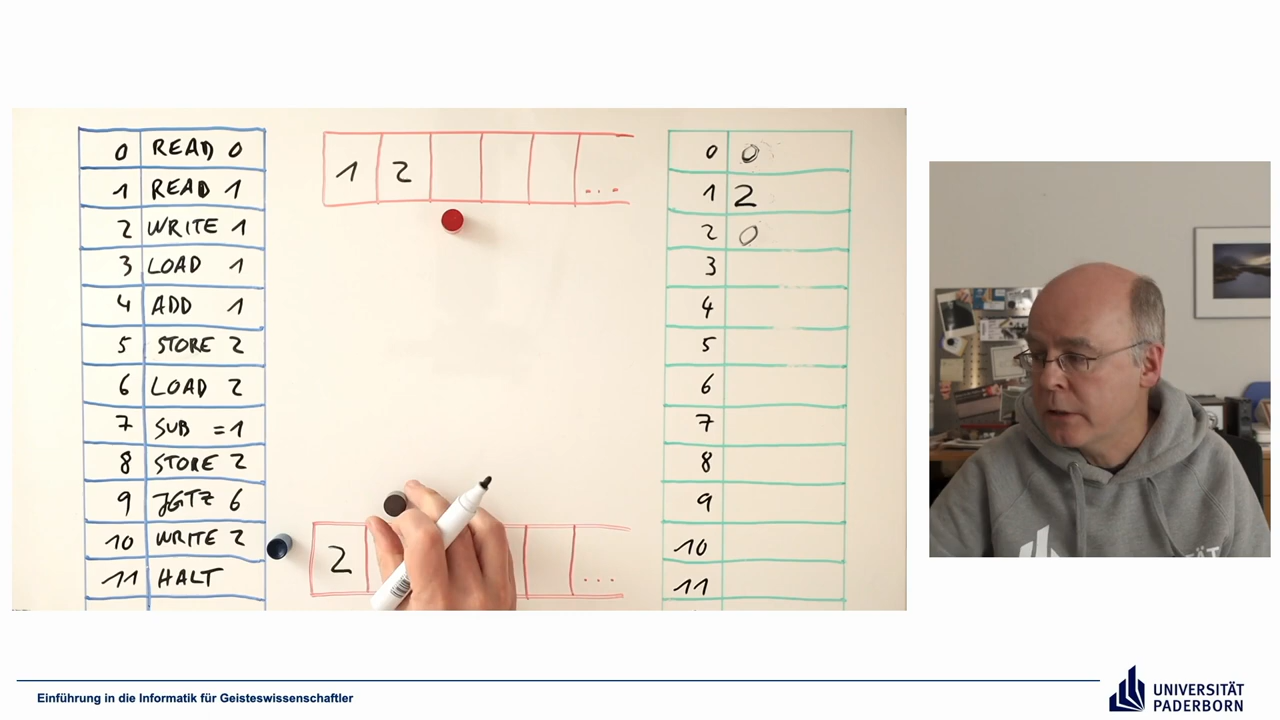 0 READ 0
1 READ 1
2 WRITE 1
3 LOAD 1
4 ADD 1
5 STORE 2
6 LOAD 2
7 SUB =1
8 STORE 2
9 JGTZ 6
10 WRITE 2
11 HALT
1 2 ...
2 ...
0 0
1 2
2 0
3
4
5
6
7
8
9
10
11
Einführung in die Informatik für Geisteswissenschaftler
UNIVERSITÄT
PADERBORN